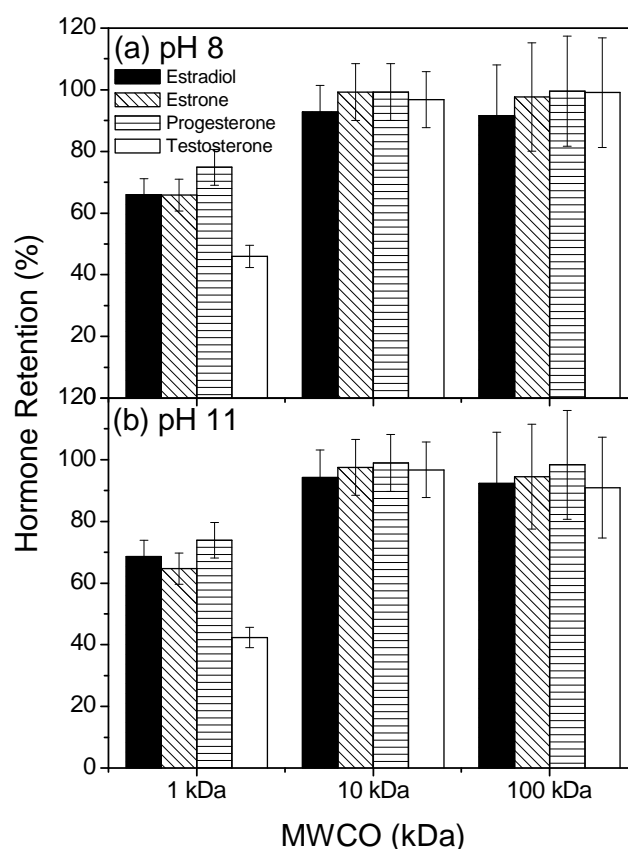 120
(a) pH 8
100
Estradiol
Estrone
80
Progesterone
Testosterone
60
40
20
120
(b) pH 11
100
80
60
40
20
0
1 kDa 10 kDa 100 kDa
MWCO (kDa)
Hormone Retention (%)